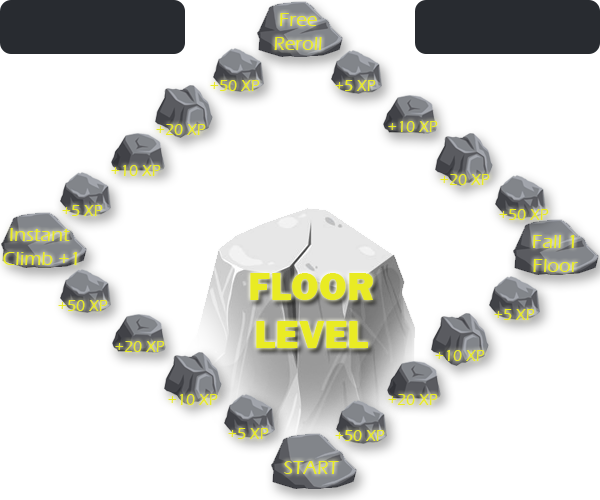 Free
Reroll
+50 XP
+5 XP
+20 XP
+10 XP
+10 XP
+20 XP
+5 XP
+50 XP
Instant
Climb +1
Fall 1
Floor
FLOOR
LEVEL
+50 XP
+5 XP
+20 XP
+10 XP
+10 XP
+20 XP
+5 XP
+50 XP
START